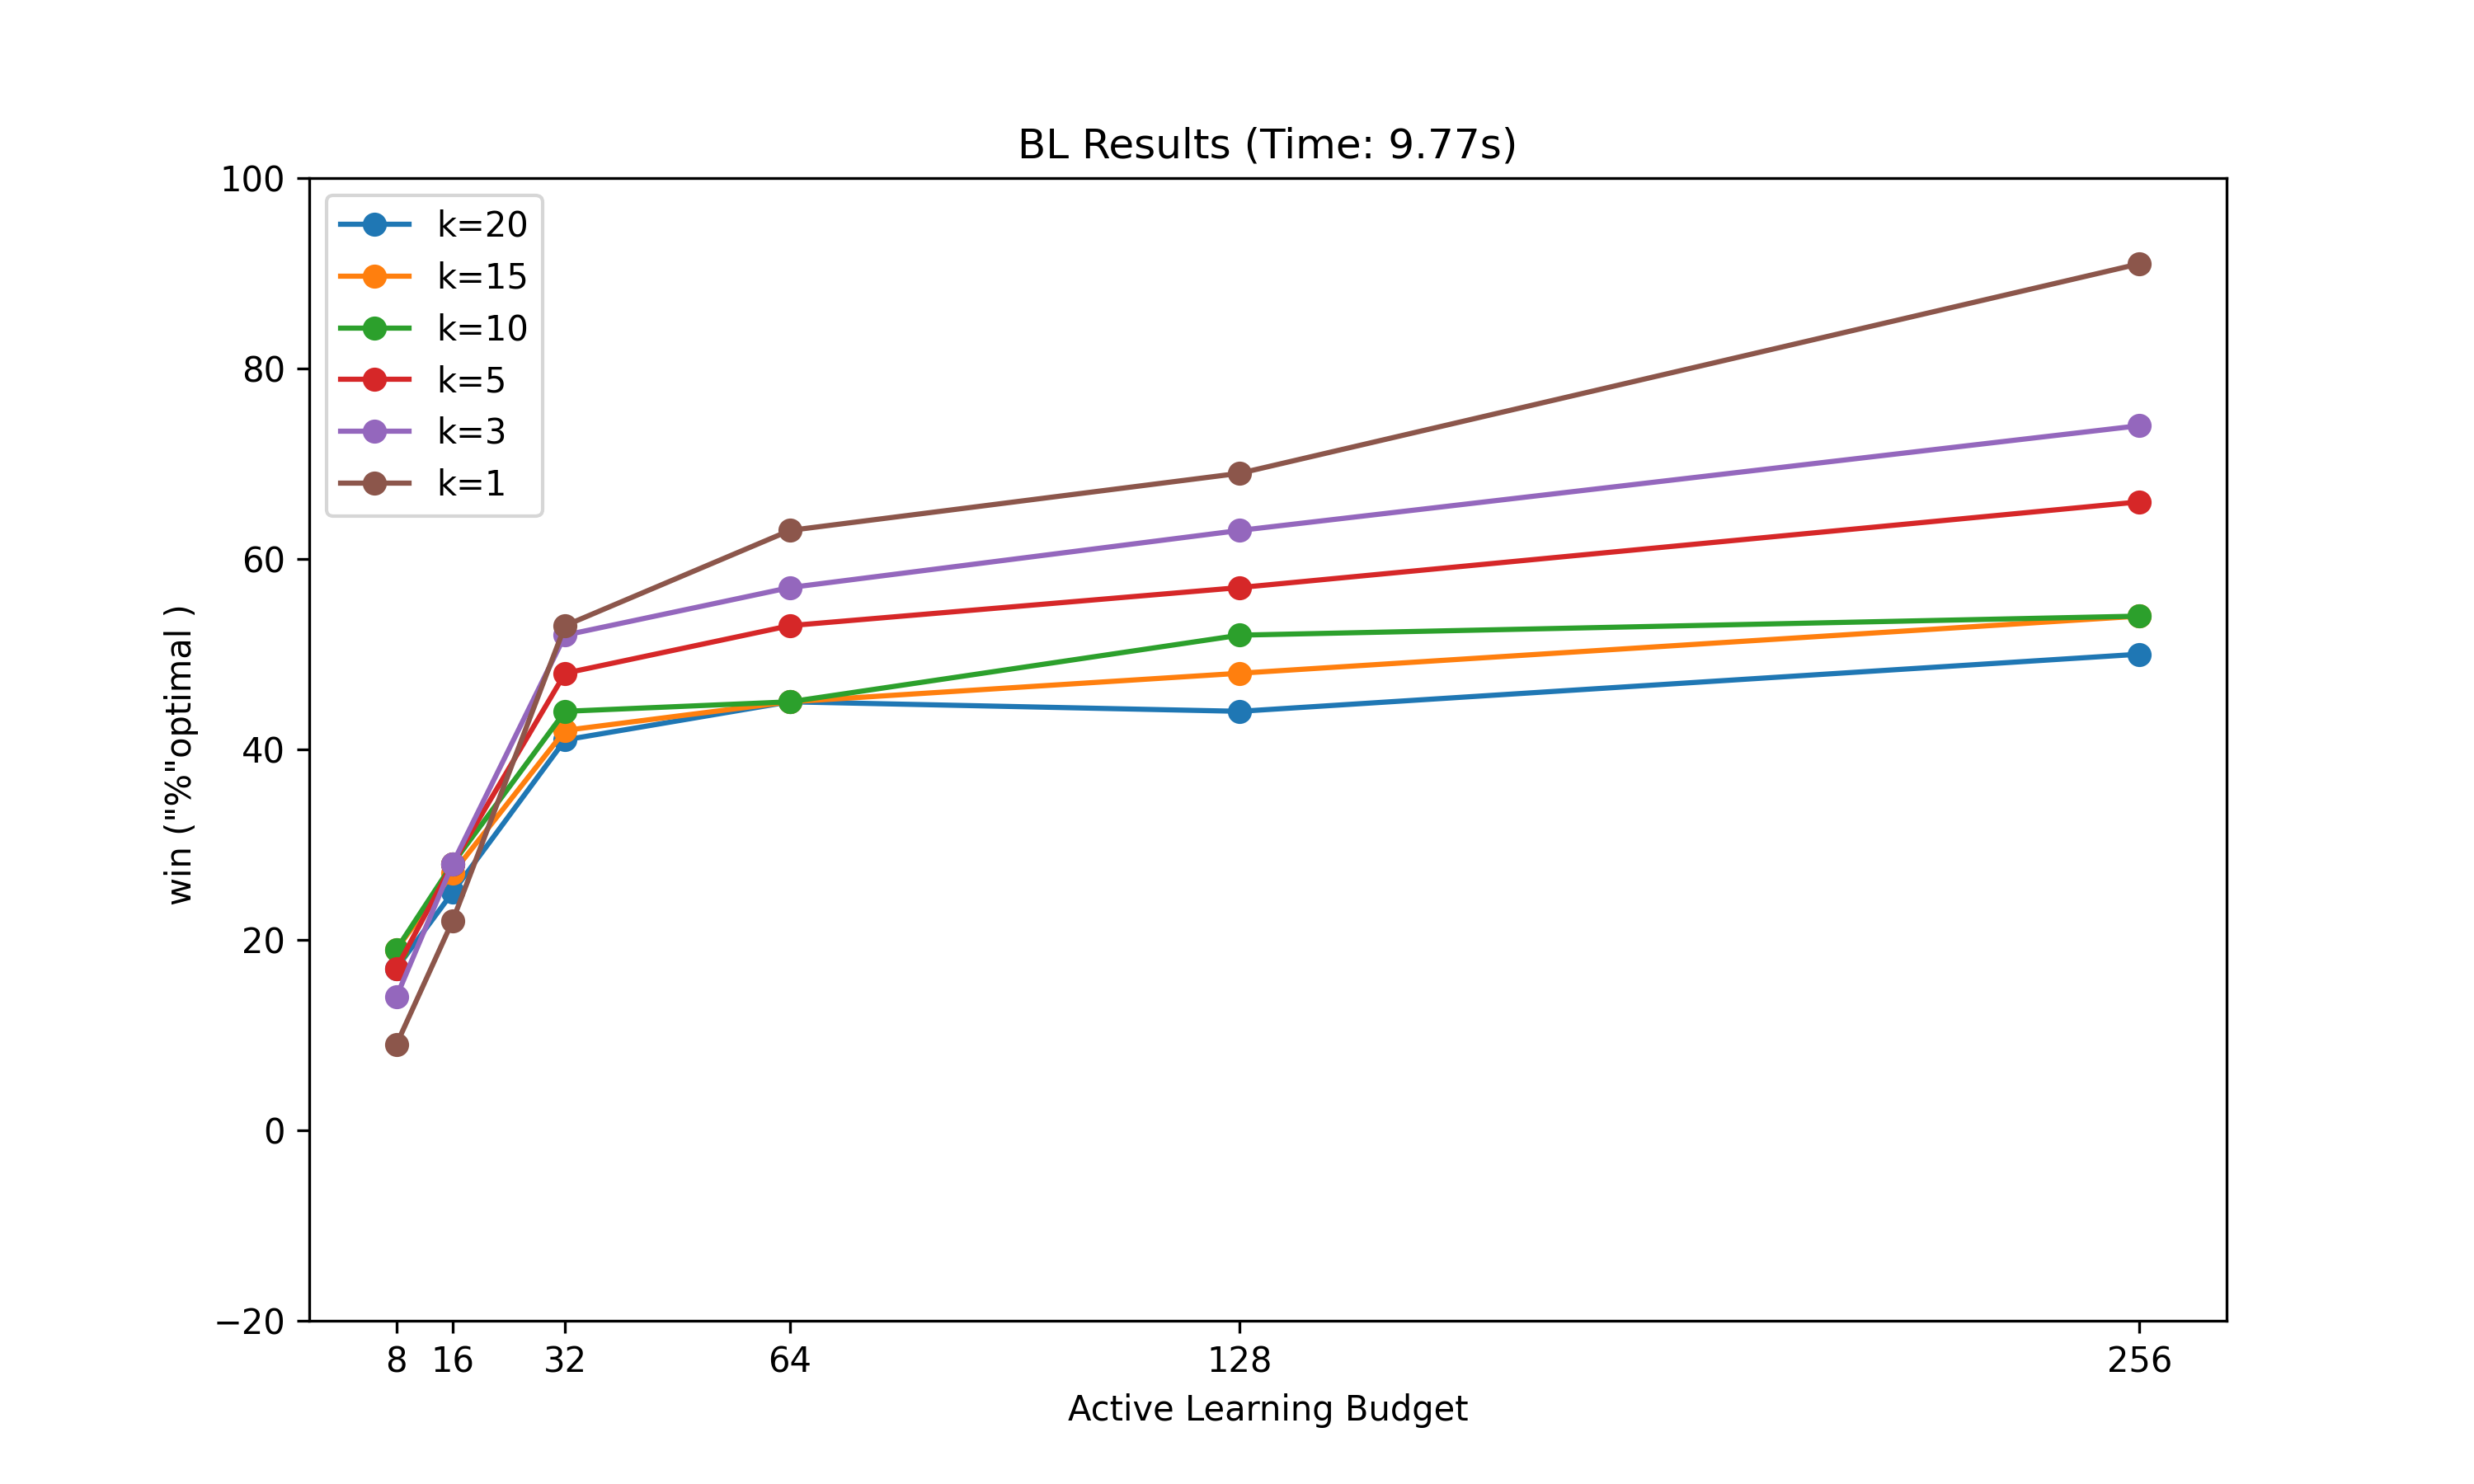 BL Results (Time: 9.77s)
100
80
60
40
20
0
−20
win ("%"optimal )
k=20
k=15
k=10
k=5
k=3
k=1
8 16 32 64 128 256
Active Learning Budget